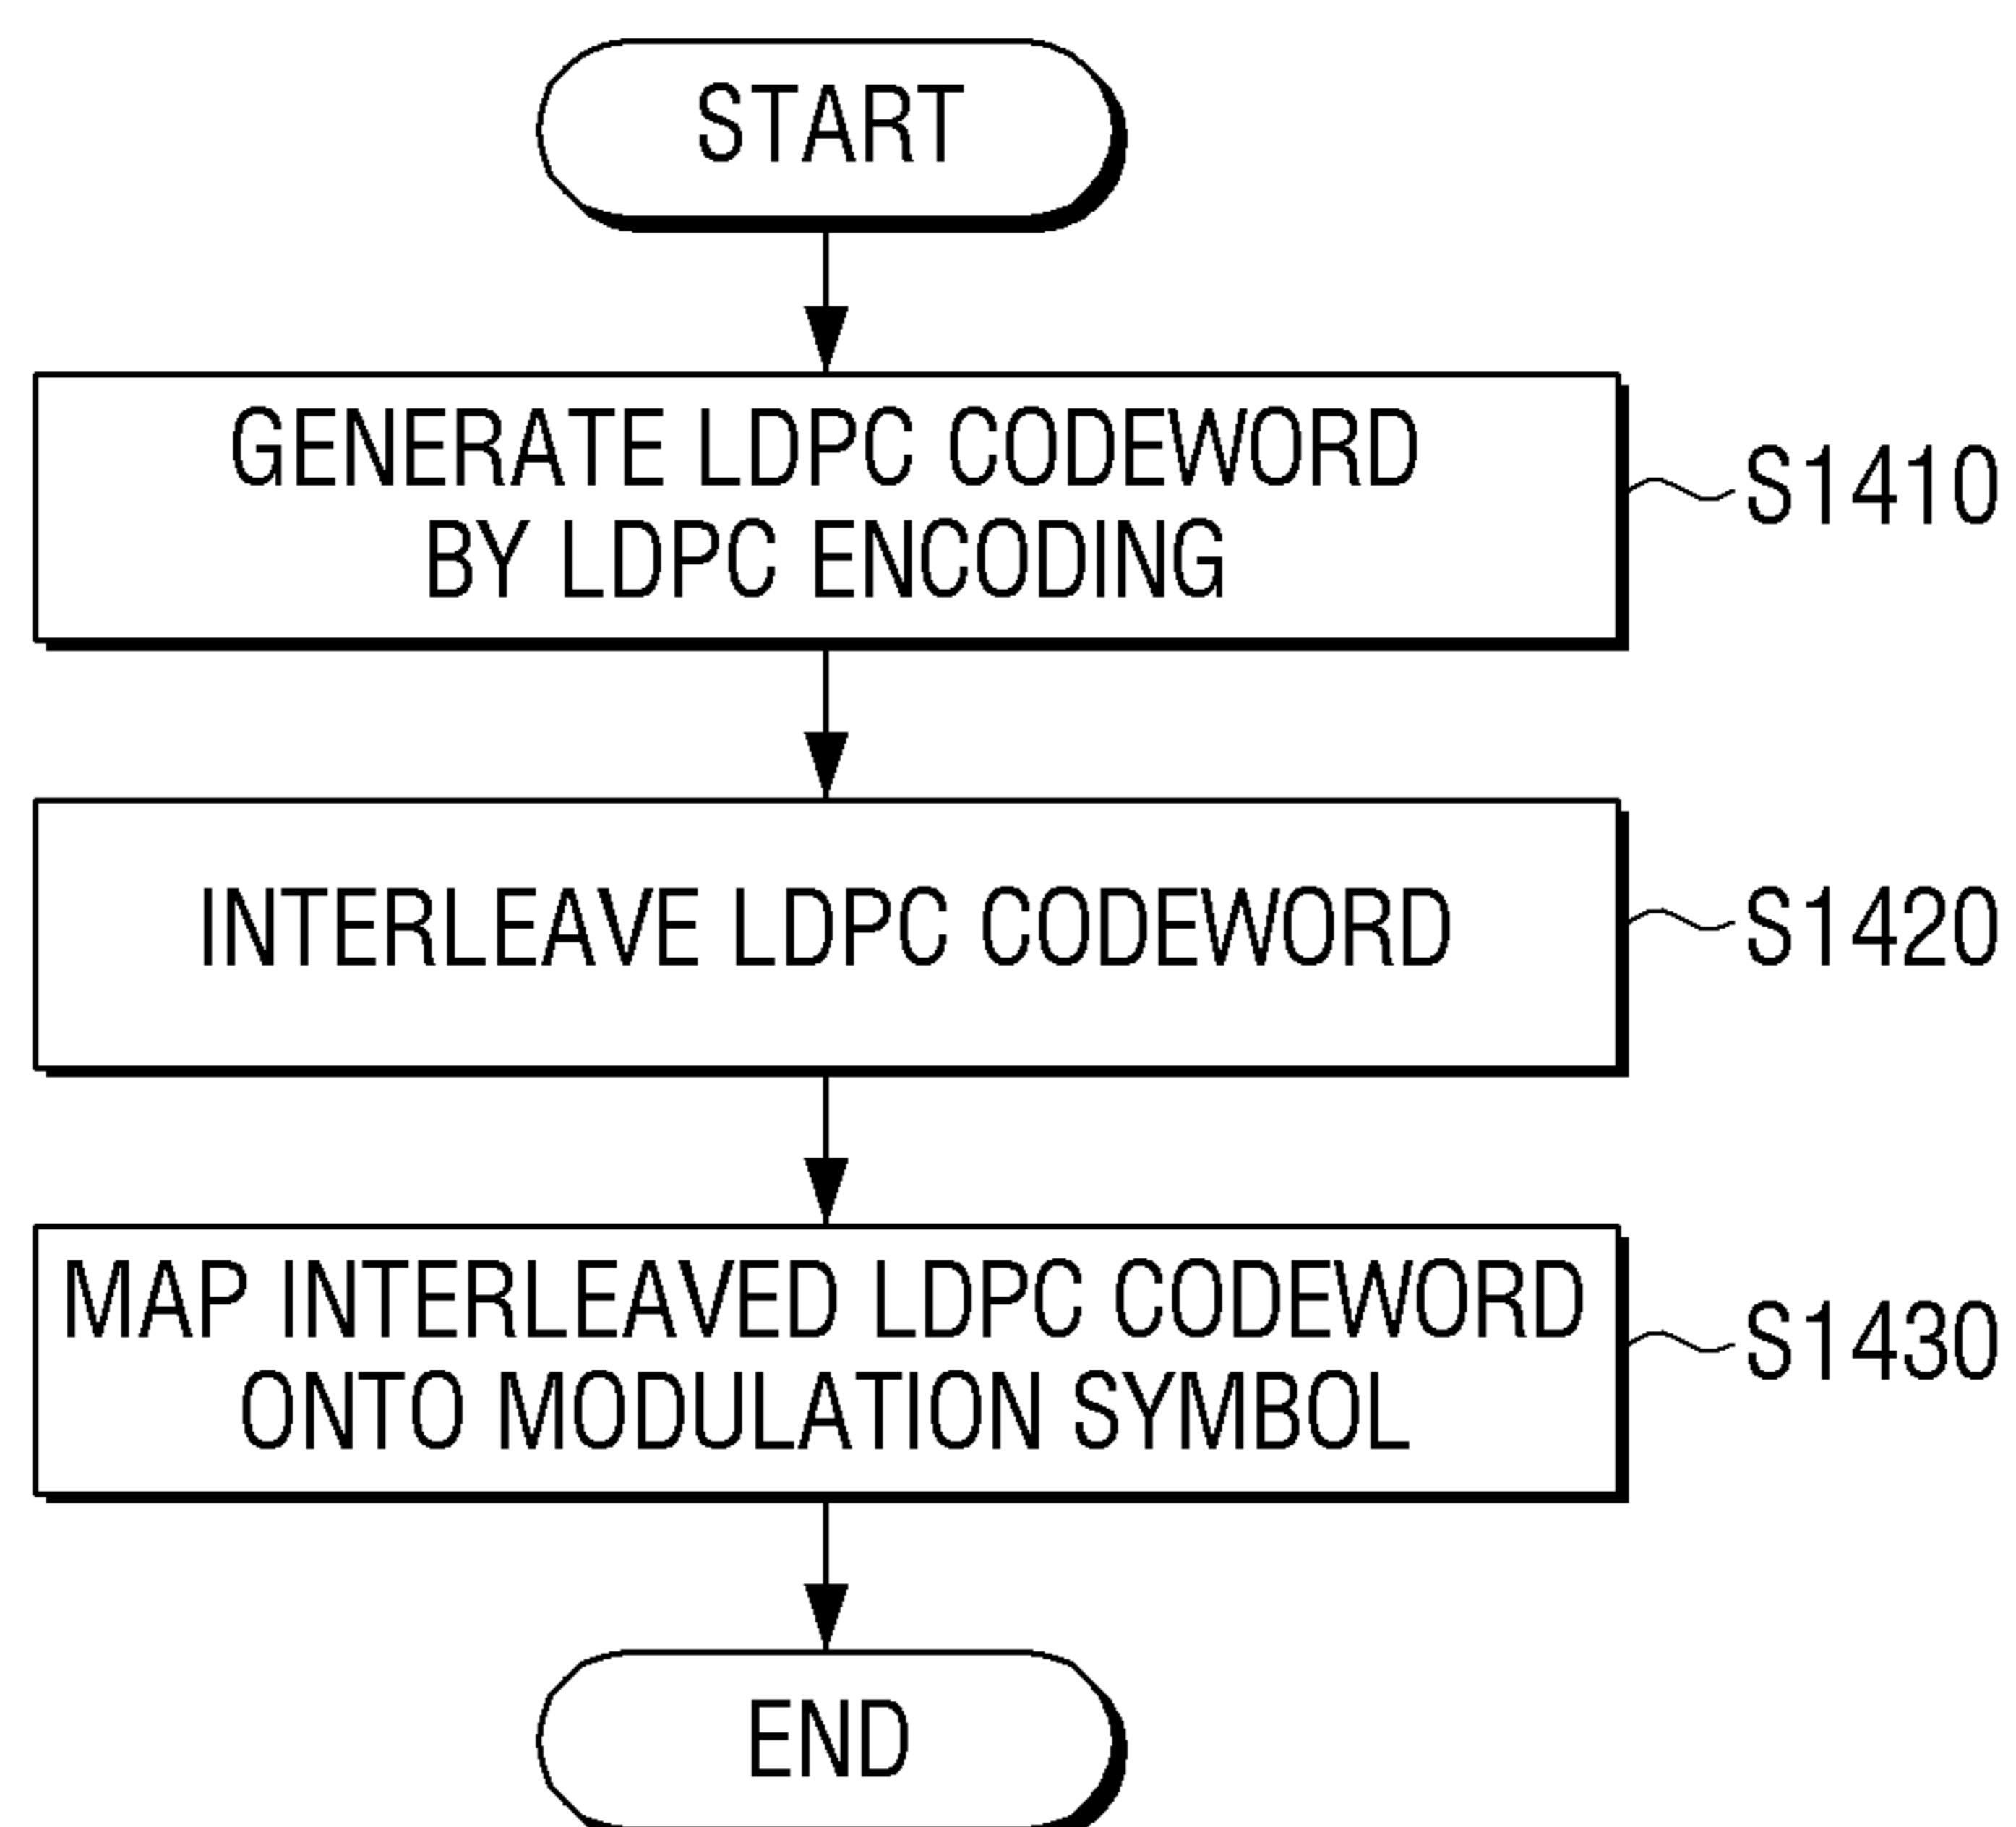 START
GENERATE LDPC CODEWORD
BY LDPC ENCODING
S1410
INTERLEAVE LDPC CODEWORD
S1420
MAP INTERLEAVED LDPC CODEWORD
ONTO MODULATION SYMBOL
S1430
END